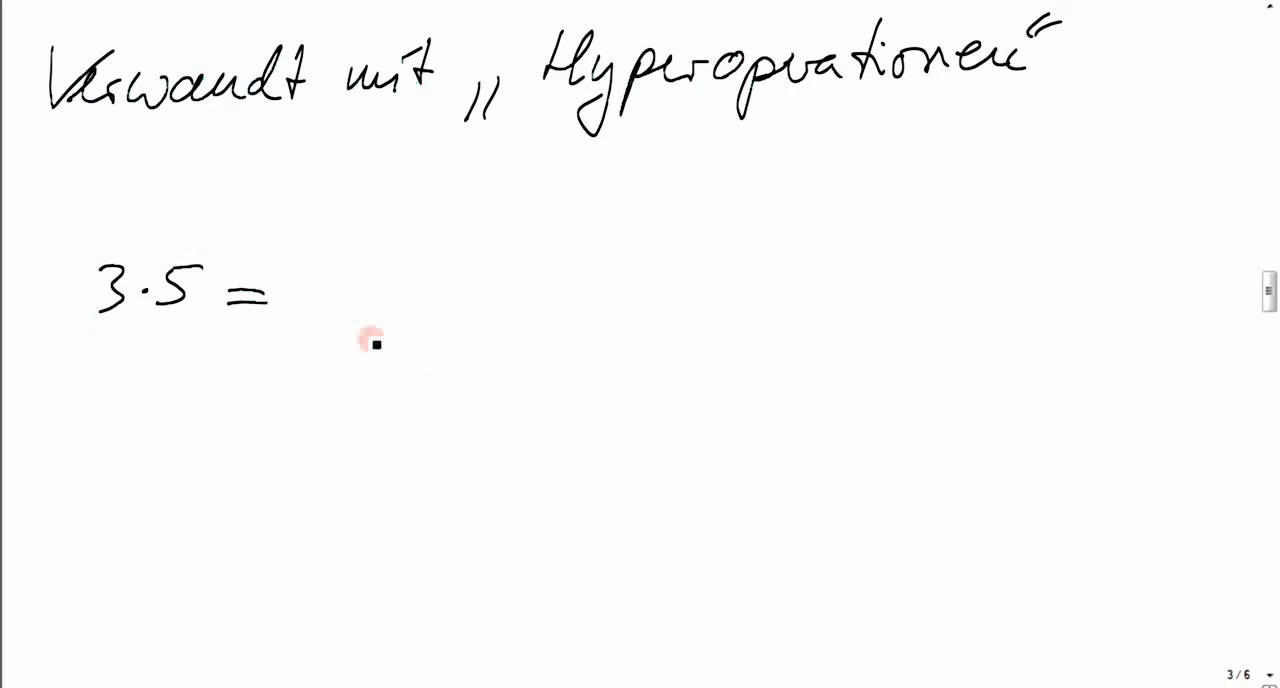 Verwandt mit „Hyperoperationen“
3·5 =
3 / 6